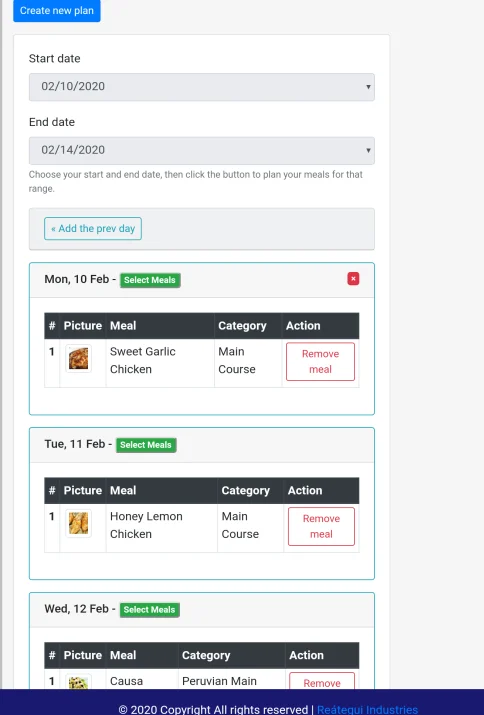 Create new plan
Start date
02/10/2020
End date
02/14/2020
Choose your start and end date, then click the button to plan your meals for that
range.
« Add the prev day
Mon, 10 Feb - Select Meals ×
# Picture Meal Category Action
1 Sweet Garlic Main Remove
Chicken Course meal
Tue, 11 Feb - Select Meals
# Picture Meal Category Action
1 Honey Lemon Main Remove
Chicken Course meal
Wed, 12 Feb - Select Meals
# Picture Meal Category Action
1 Causa Peruvian Main Remove
© 2020 Copyright All rights reserved | Reátegui Industries